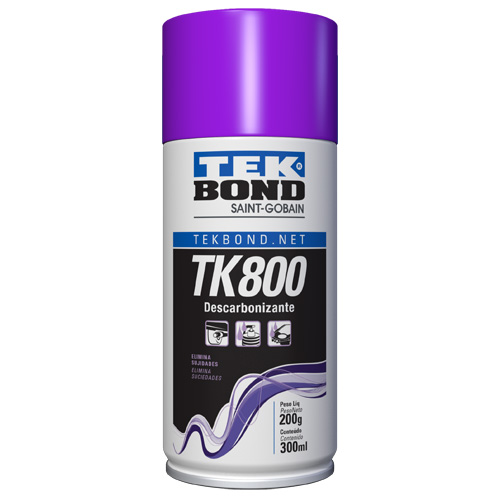 TEK®
BOND
SAINT-GOBAIN
TEKBOND.NET
TK800
Descarbonizante
ELIMINA
SUJIDADES
ELIMINA
SUCIEDADES
Peso Líq
Peso Neto
200g
Conteúdo
Contenido
300ml